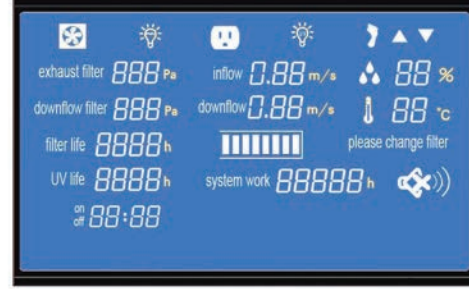 exhaust filter 888 Pa inflow 0.88 m/s 88 %
downflow filter 888 Pa downflow 0.88 m/s 88 °C
filter life 8888 h please change filter
UV life 8888 h system work 88888 h
on
off 88:88